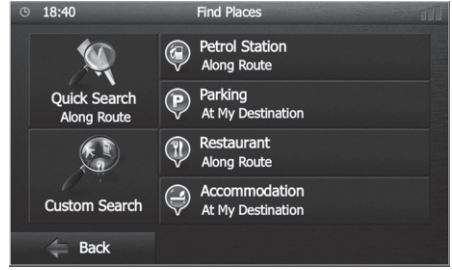 18:40 Find Places
Quick Search
Along Route
Custom Search
Petrol Station
Along Route
P
Parking
At My Destination
Restaurant
Along Route
Accommodation
At My Destination
Back